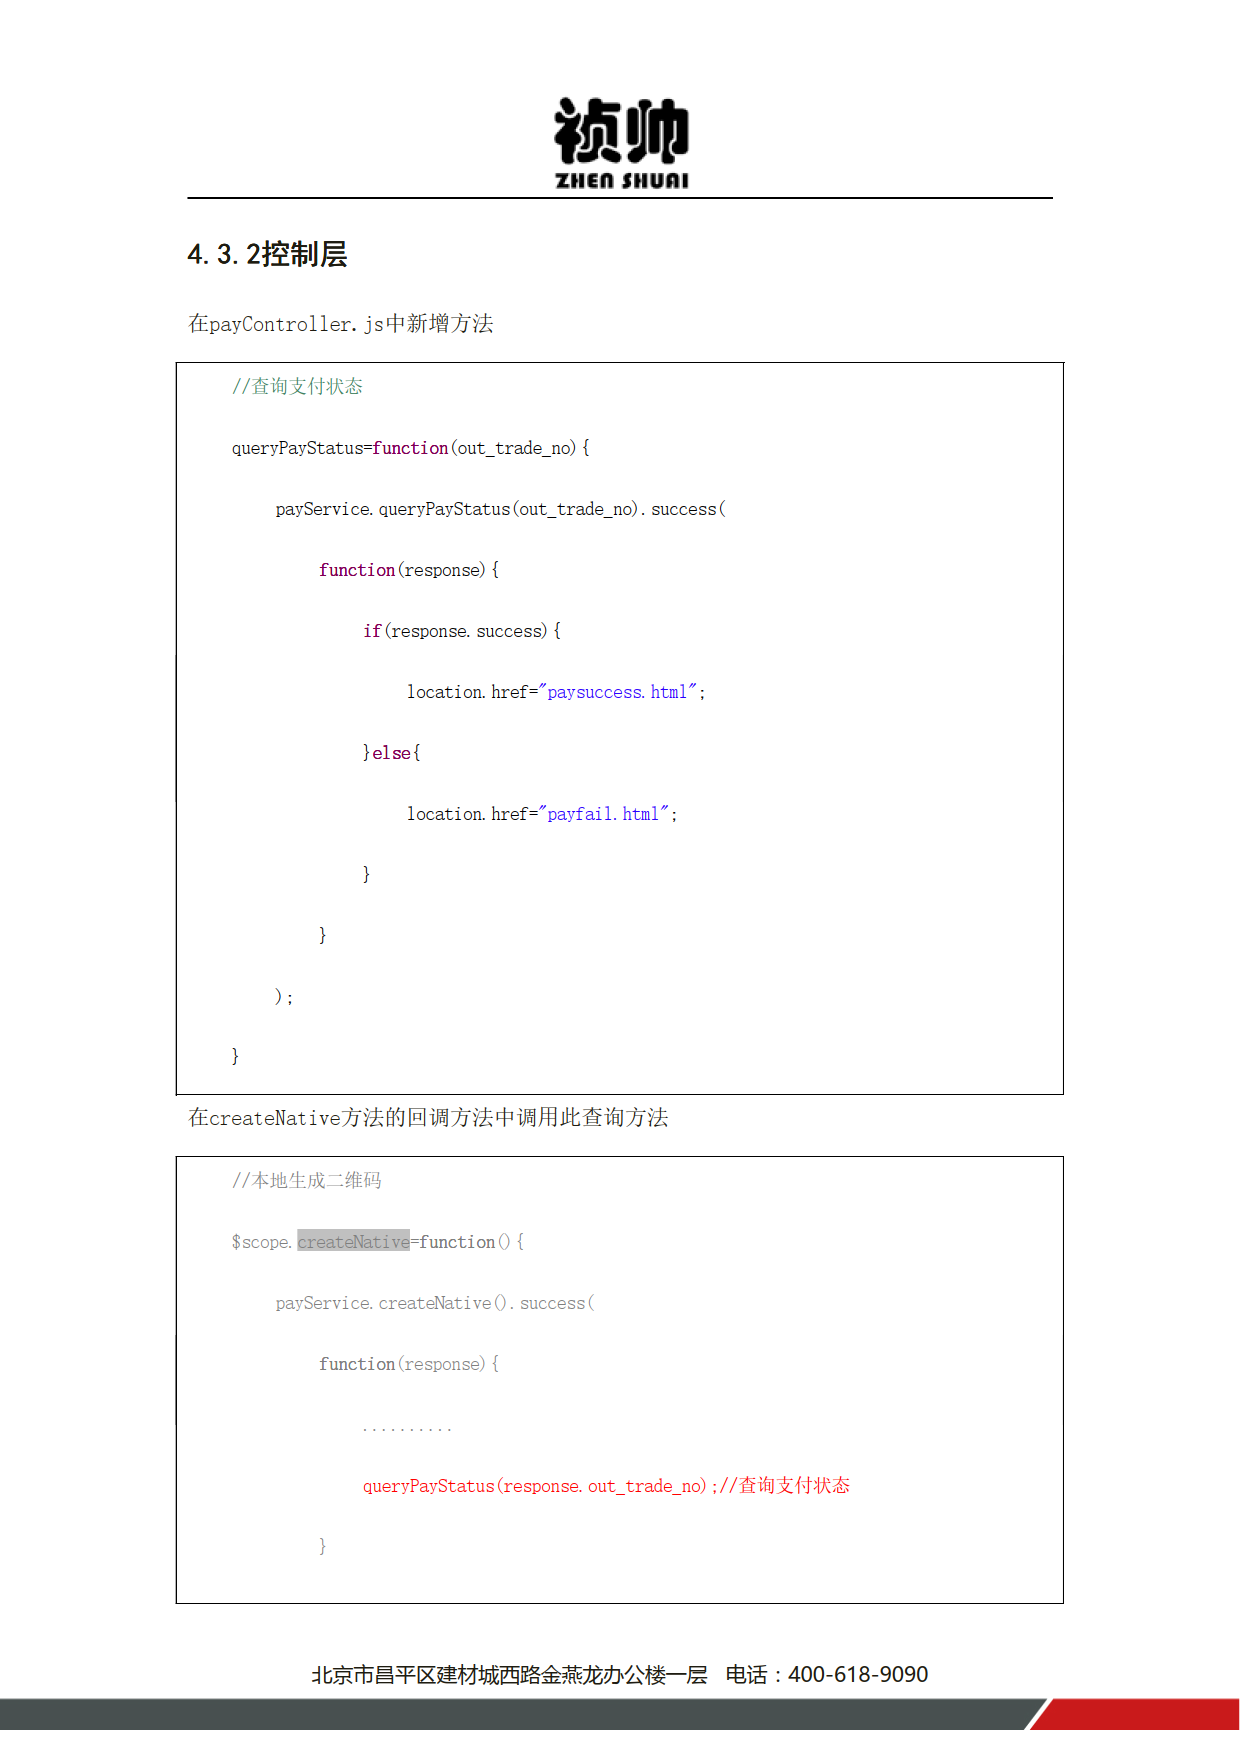 祯帅
ZHEN SHUAI
4.3.2控制层
在payController.js中新增方法
//查询支付状态
queryPayStatus=function(out_trade_no){
payService.queryPayStatus(out_trade_no).success(
function(response){
if(response.success){
location.href="paysuccess.html";
}else{
location.href="payfail.html";
}
}
);
}
在createNative方法的回调方法中调用此查询方法
//本地生成二维码
$scope.createNative=function(){
payService.createNative().success(
function(response){
..........
queryPayStatus(response.out_trade_no);//查询支付状态
}
北京市昌平区建材城西路金燕龙办公楼一层 电话：400-618-9090